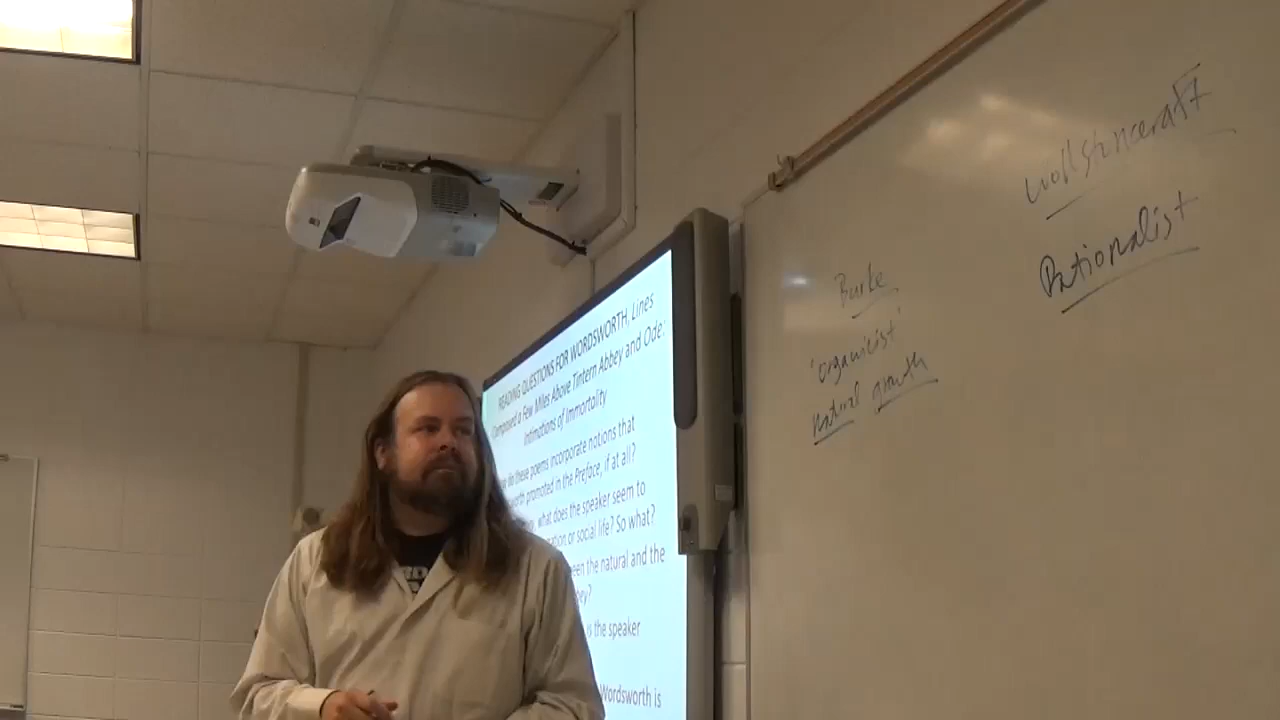 READING QUESTIONS FOR WORDSWORTH, Lines
Composed a Few Miles Above Tintern Abbey and Ode:
Intimations of Immortality
these poems incorporate notions that
promoted in the Preface, if at all?
what does the speaker seem to
or social life? So what?
the natural and the
the speaker
Wordsworth is
Burke
'organicist'
natural growth
Wollstncraft
Rationalist